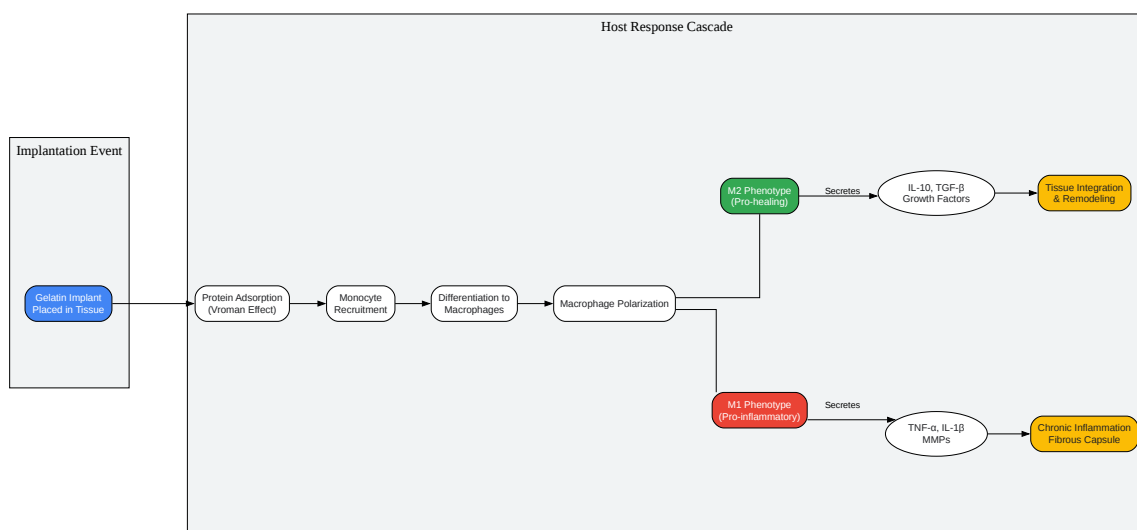 Host Response Cascade
Implantation Event
Gelatin Implant
Placed in Tissue
Protein Adsorption
(Vroman Effect)
Monocyte
Recruitment
Differentiation to
Macrophages
Macrophage Polarization
M2 Phenotype
(Pro-healing)
Secretes
IL-10, TGF-β
Growth Factors
Tissue Integration
& Remodeling
M1 Phenotype
(Pro-inflammatory)
Secretes
TNF-α, IL-1β
MMPs
Chronic Inflammation
Fibrous Capsule